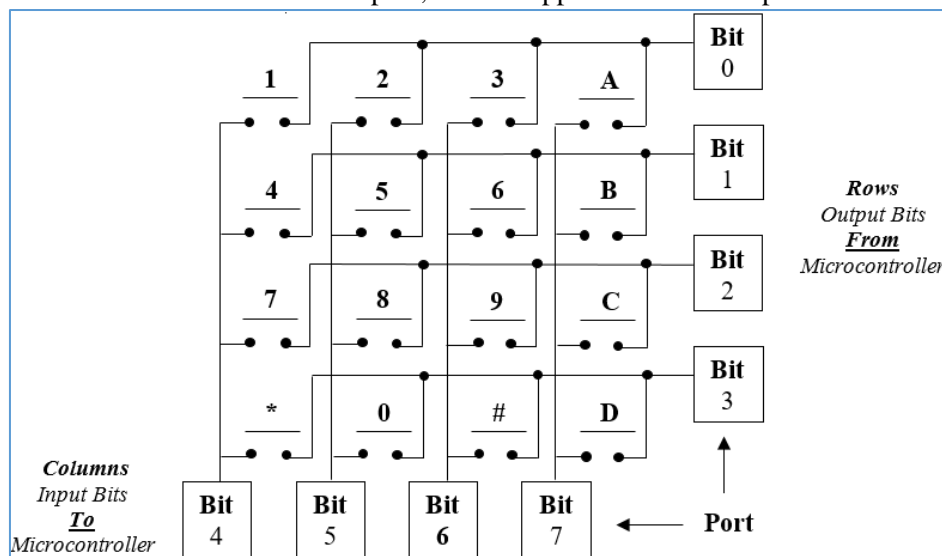 1 2 3 A Bit
0
4 5 6 B Bit
1
Rows
Output Bits
From
Microcontroller
7 8 9 C Bit
2
* 0 # D Bit
3
Columns
Input Bits
To
Microcontroller
Bit Bit Bit Bit
4 5 6 7
Port